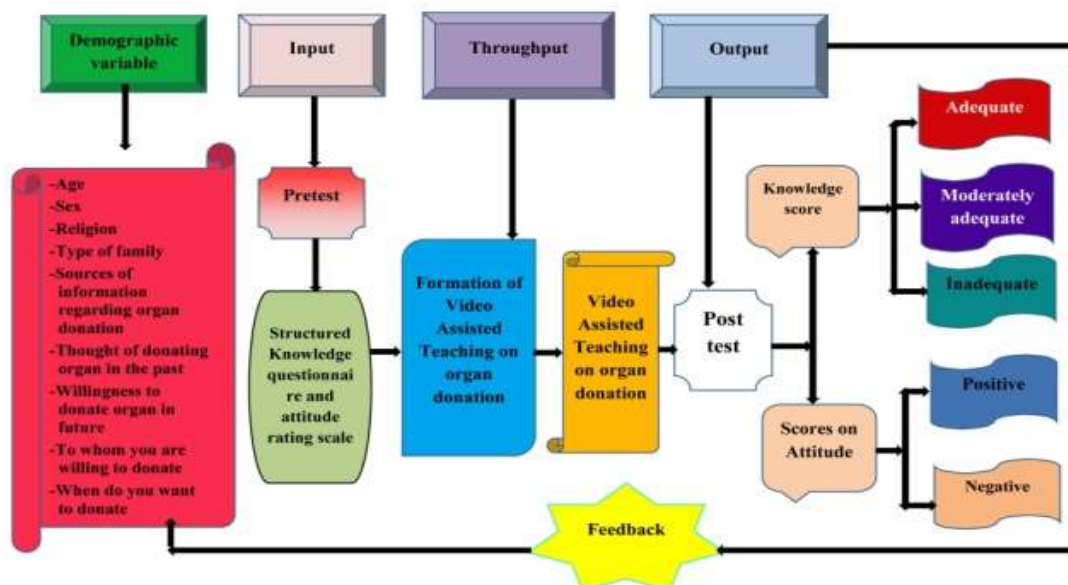 Demographic
variable
Input
Throughput
Output
-Age
-Sex
-Religion
-Type of family
-Sources of
information
regarding organ
donation
-Thought of donating
organ in the past
-Willingness to
donate organ in
future
-To whom you are
willing to donate
-When do you want
to donate
Pretest
Structured
Knowledge
questionnai
re and
attitude
rating scale
Formation of
Video
Assisted
Teaching on
organ
donation
Video
Assisted
Teaching
on organ
donation
Post
test
Knowledge
score
Adequate
Moderately
adequate
Inadequate
Scores on
Attitude
Positive
Negative
Feedback